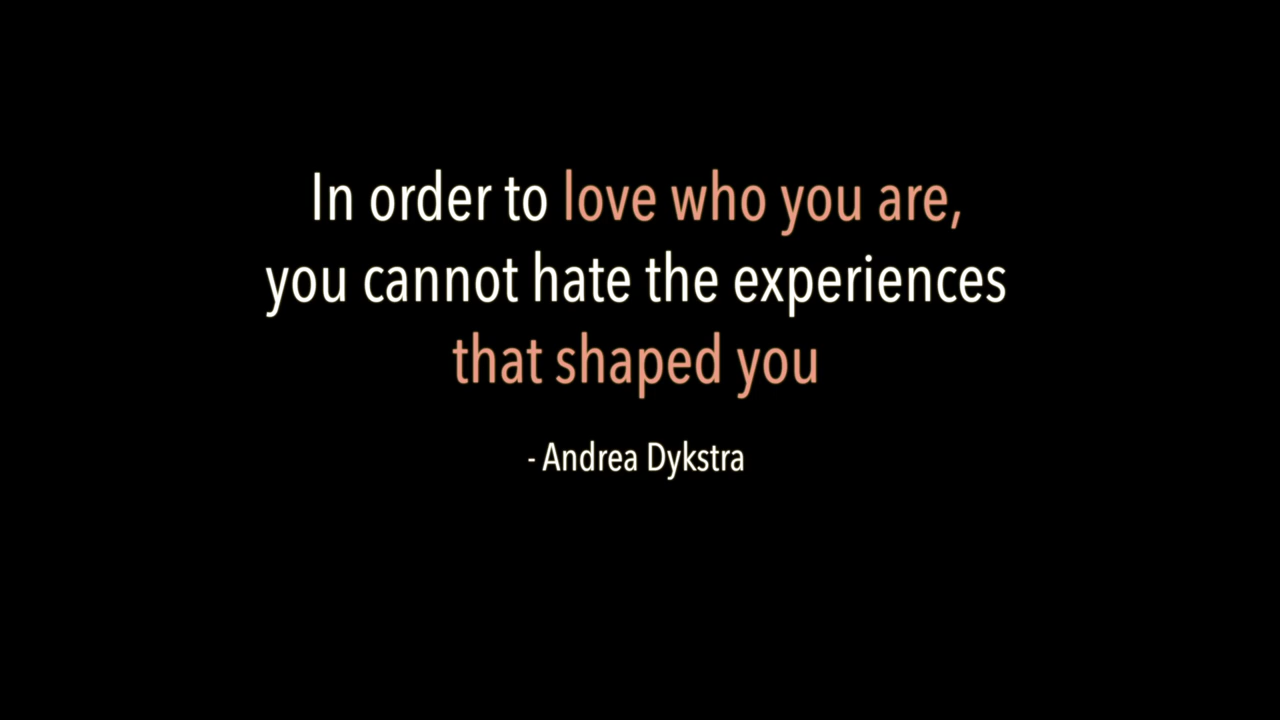 In order to love who you are,
you cannot hate the experiences
that shaped you
- Andrea Dykstra